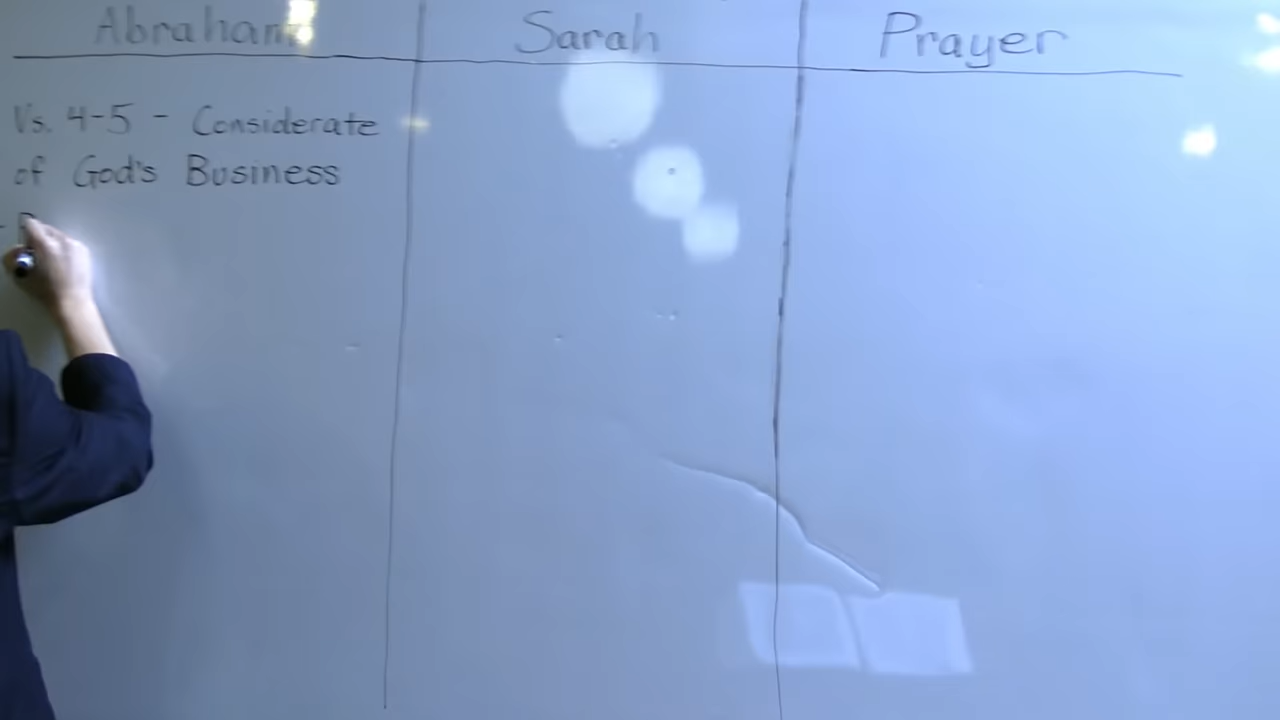 Abraham Sarah Prayer
Vs. 4-5 - Considerate
of God's Business
-